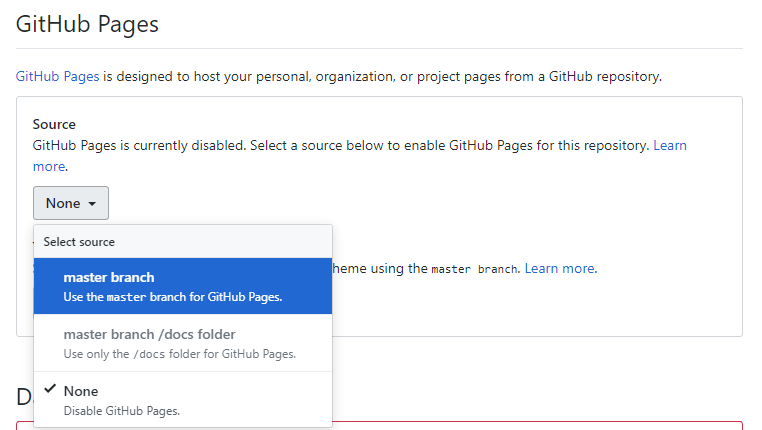 GitHub Pages
GitHub Pages is designed to host your personal, organization, or project pages from a GitHub repository.
Source
GitHub Pages is currently disabled. Select a source below to enable GitHub Pages for this repository. Learn
more.
None
Select source
master branch
heme using the master branch. Learn more.
Use the master branch for GitHub Pages.
master branch /docs folder
Use only the /docs folder for GitHub Pages.
None
Disable GitHub Pages.
D